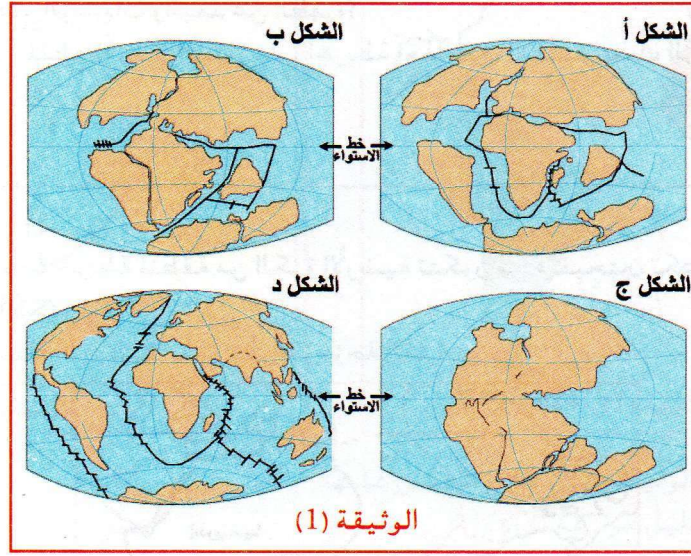 الشكل أ
الشكل ب
خط
الاستواء
الشكل ج
الشكل د
خط
الاستواء
الوثيقة (1)